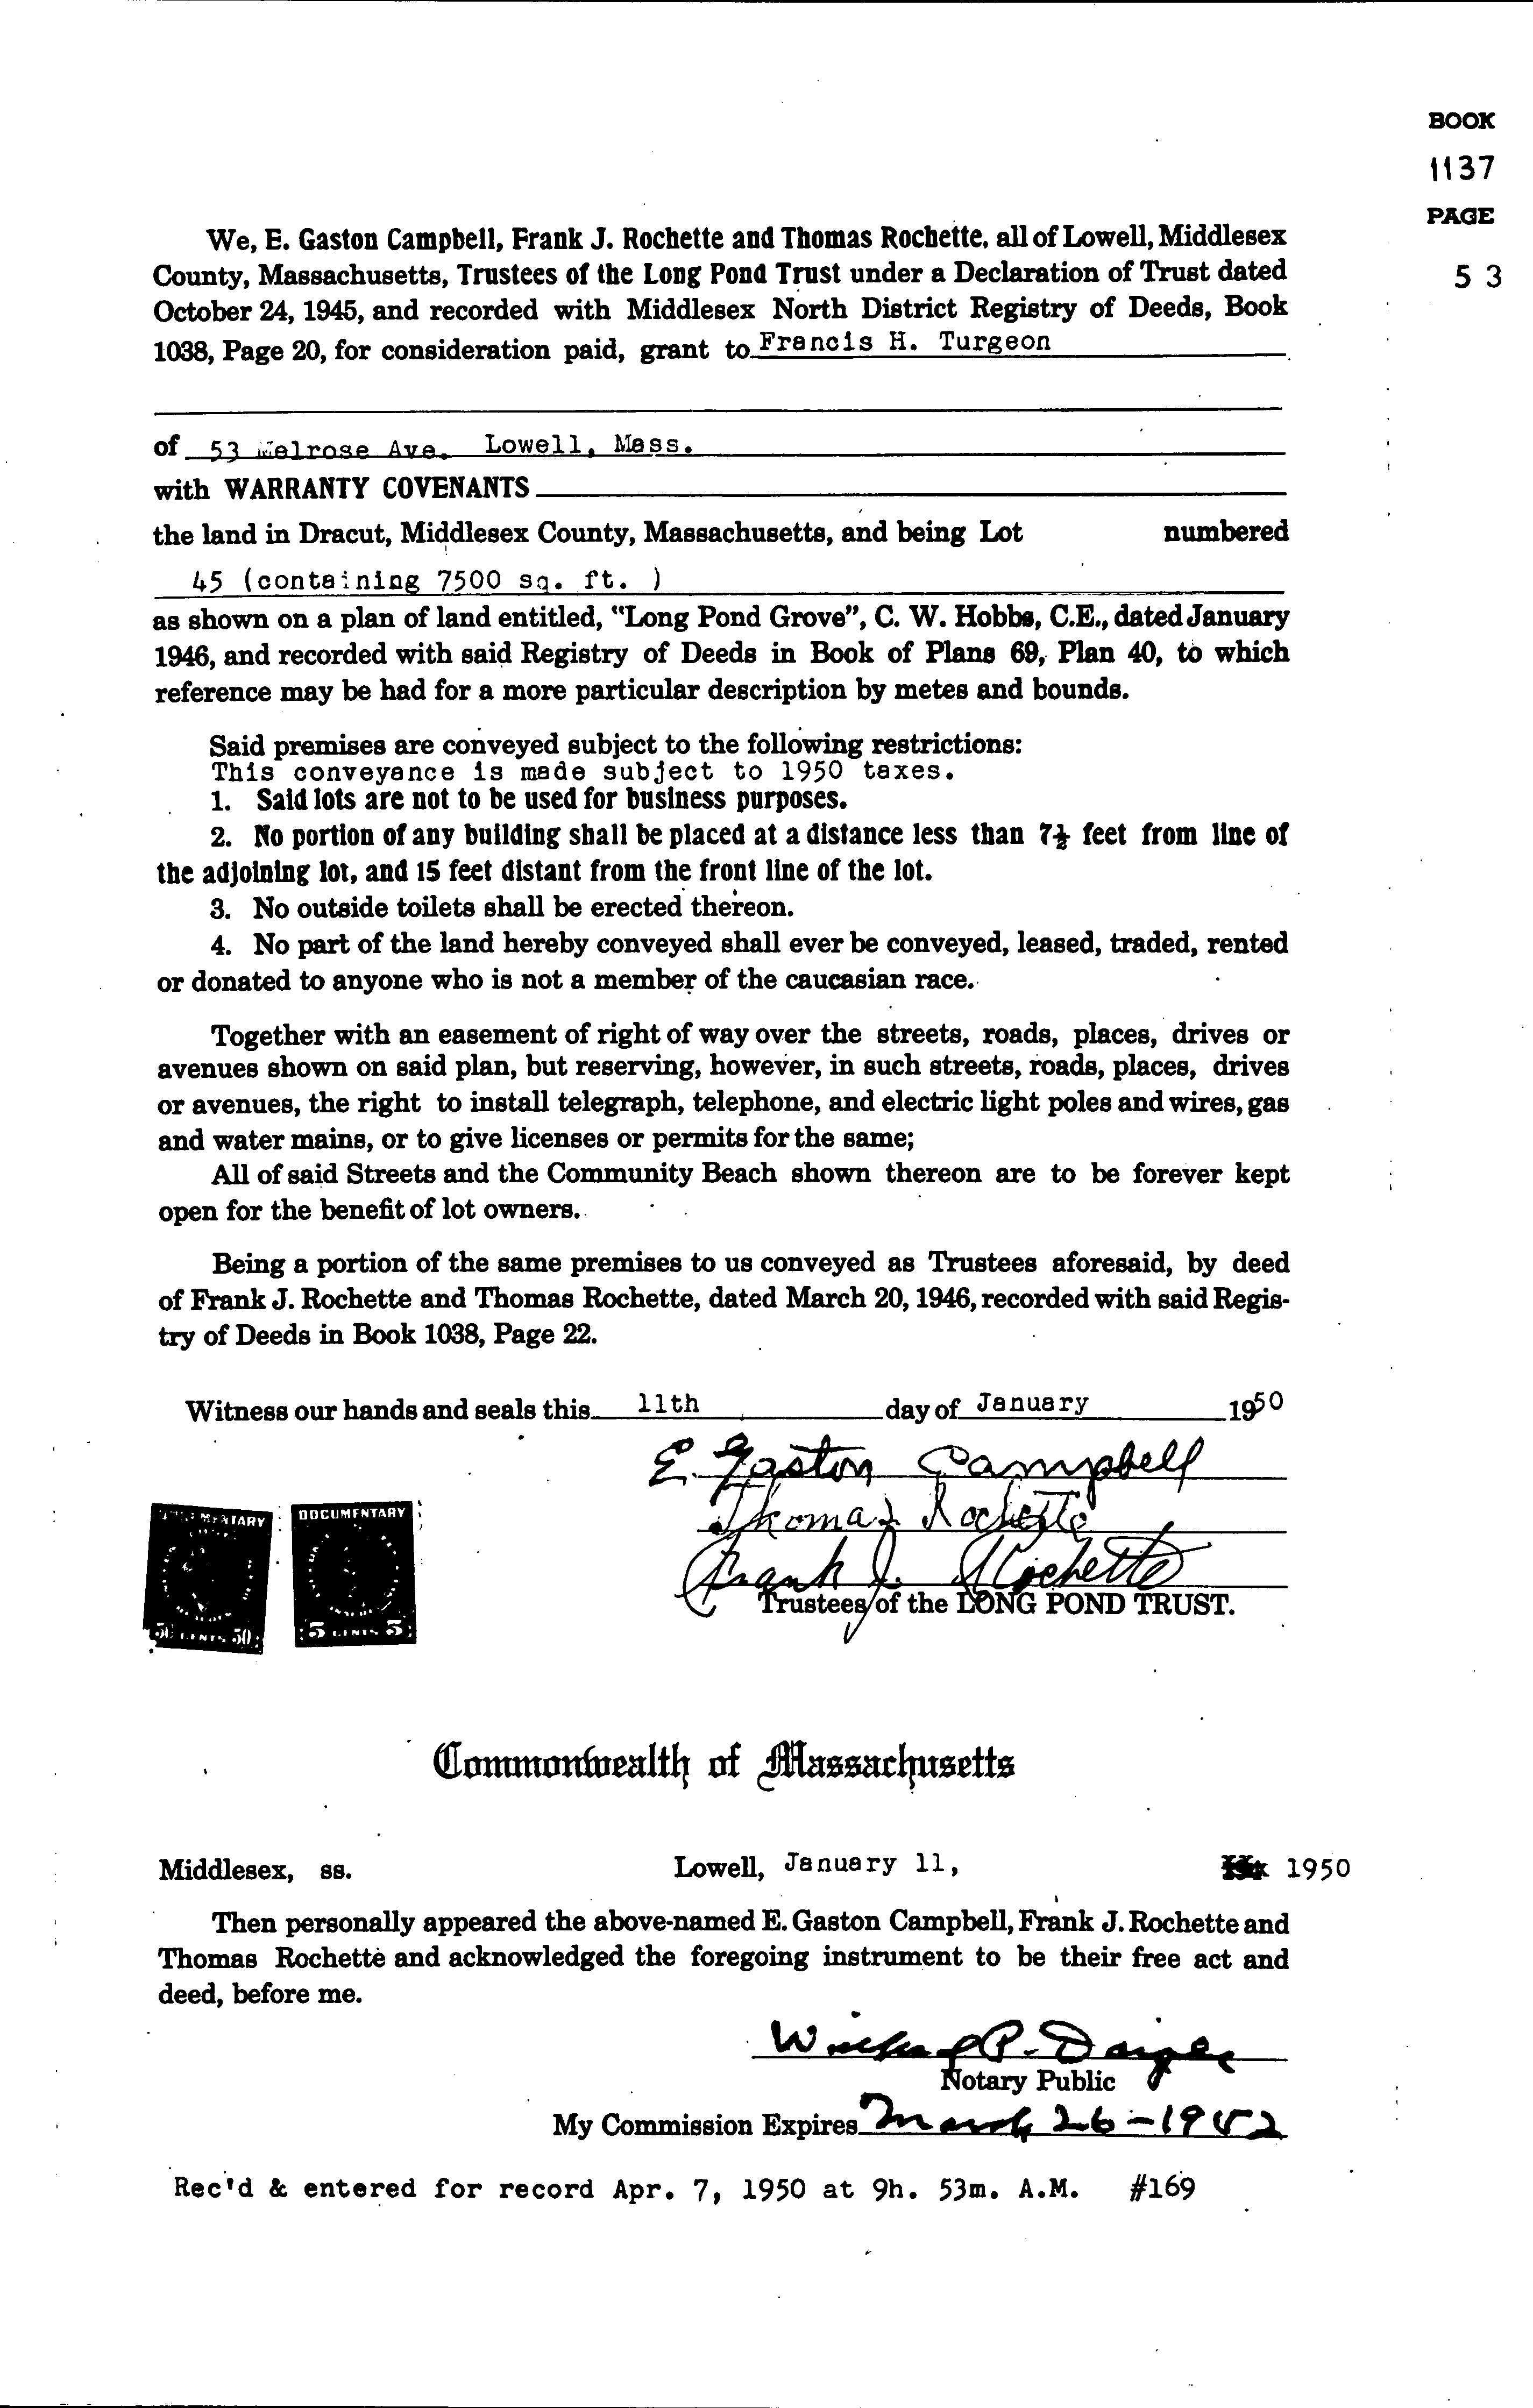 BOOK
1137
PAGE
53
We, E. Gaston Campbell, Frank J. Rochette and Thomas Rochette, all of Lowell, Middlesex
County, Massachusetts, Trustees of the Long Pond Trust under a Declaration of Trust dated
October 24, 1945, and recorded with Middlesex North District Registry of Deeds, Book
1038, Page 20, for consideration paid, grant to Francis H. Turgeon
of 53 Melrose Ave. Lowell, Mass.
with WARRANTY COVENANTS
the land in Dracut, Middlesex County, Massachusetts, and being Lot numbered
45 (containing 7500 sq. ft. )
as shown on a plan of land entitled, "Long Pond Grove", C. W. Hobbs, C.E., dated January
1946, and recorded with said Registry of Deeds in Book of Plans 69, Plan 40, to which
reference may be had for a more particular description by metes and bounds.
Said premises are conveyed subject to the following restrictions:
This conveyance is made subject to 1950 taxes.
1. Said lots are not to be used for business purposes.
2. No portion of any building shall be placed at a distance less than 7½ feet from line of
the adjoining lot, and 15 feet distant from the front line of the lot.
3. No outside toilets shall be erected thereon.
4. No part of the land hereby conveyed shall ever be conveyed, leased, traded, rented
or donated to anyone who is not a member of the caucasian race.
Together with an easement of right of way over the streets, roads, places, drives or
avenues shown on said plan, but reserving, however, in such streets, roads, places, drives
or avenues, the right to install telegraph, telephone, and electric light poles and wires, gas
and water mains, or to give licenses or permits for the same;
All of said Streets and the Community Beach shown thereon are to be forever kept
open for the benefit of lot owners.
Being a portion of the same premises to us conveyed as Trustees aforesaid, by deed
of Frank J. Rochette and Thomas Rochette, dated March 20, 1946, recorded with said Regis-
try of Deeds in Book 1038, Page 22.
Witness our hands and seals this 11th day of January 1950
E. Gaston Campbell
Thomas Rochette
Frank J. Rochette
Trustees of the LONG POND TRUST.
DOCUMENTARY
50 CENTS 50
DOCUMENTARY
5 CENTS 5
Commonwealth of Massachusetts
Middlesex, ss. Lowell, January 11, 1950
Then personally appeared the above-named E. Gaston Campbell, Frank J. Rochette and
Thomas Rochette and acknowledged the foregoing instrument to be their free act and
deed, before me.
P. Daigle
Notary Public
My Commission Expires March 26-1952
Rec'd & entered for record Apr. 7, 1950 at 9h. 53m. A.M. #169